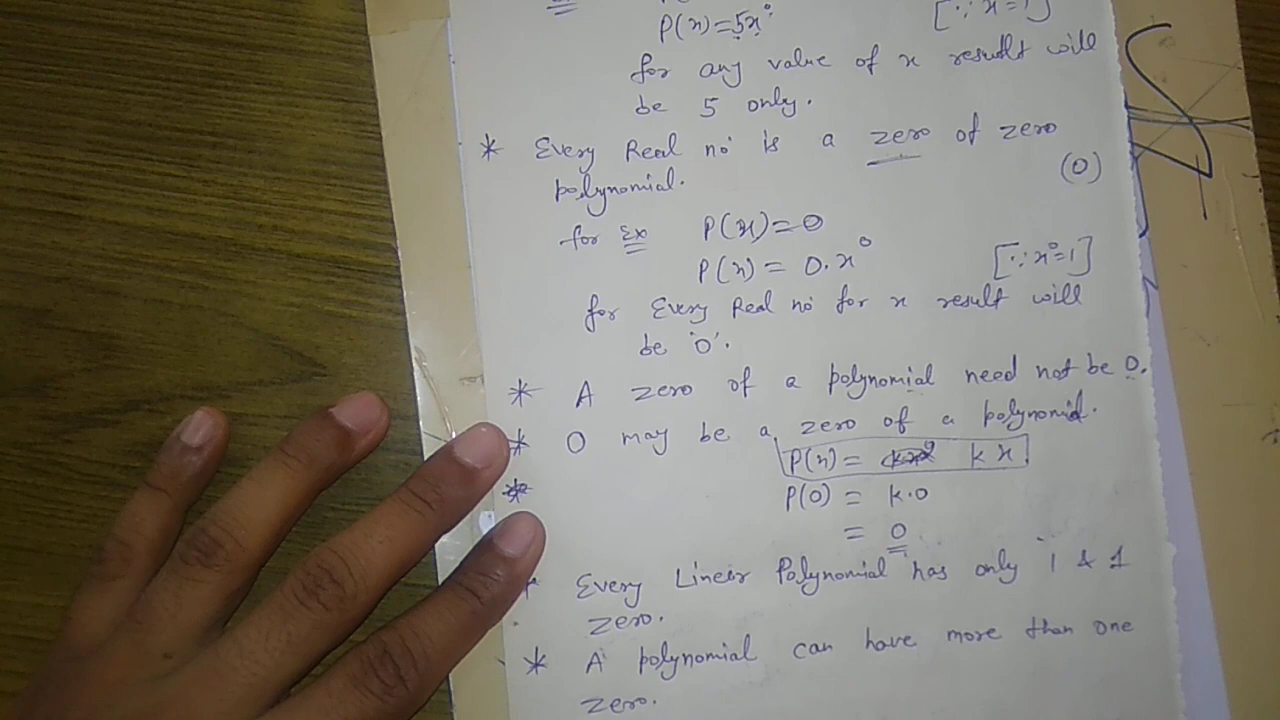 P(x)=5x°
for any value of x result will
be 5 only.
* Every Real no is a zero of zero
polynomial. (0)
for Ex P(x)=0
P(x) = 0.x⁰ [∵ x°=1]
for Every Real no for x result will
be '0'.
* A zero of a polynomial need not be 0.
* 0 may be a zero of a polynomial.
P(x) = kx
P(0) = k.0
= 0
* Every Linear Polynomial has only 1 & 1
zero.
* A polynomial can have more than one
zero.